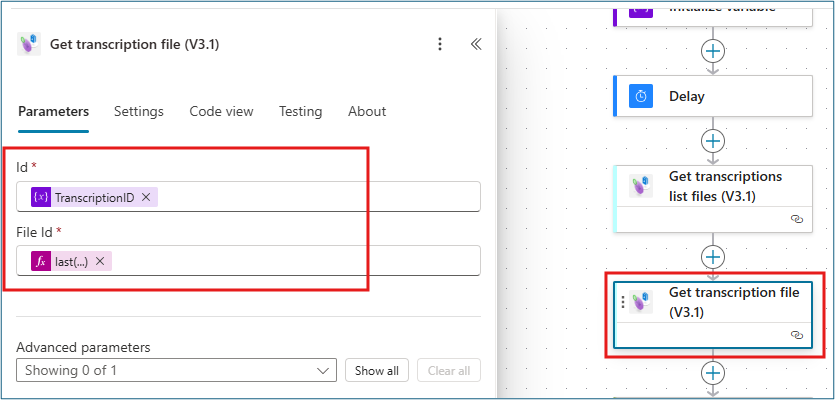 Get transcription file (V3.1)
Parameters
Settings
Code view
Testing
About
Id *
{x} TranscriptionID ×
File Id *
fx last(...) ×
Advanced parameters
Showing 0 of 1
Show all
Clear all
Initialize variable
Delay
Get transcriptions
list files (V3.1)
Get transcription file
(V3.1)